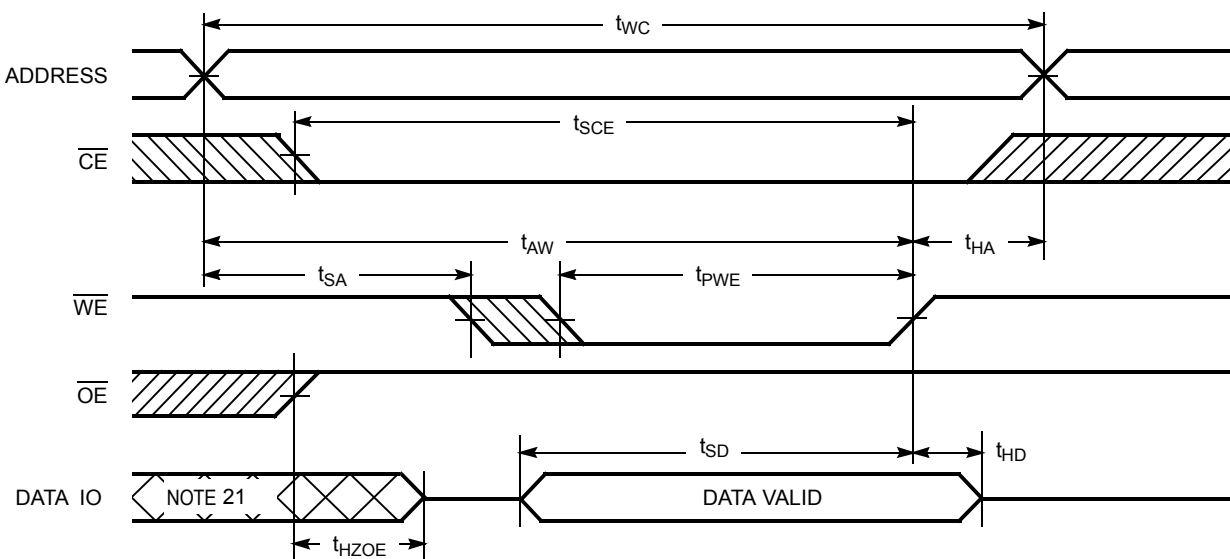 tWC
ADDRESS
tSCE
CE
tAW
tHA
tSA
tPWE
WE
OE
tSD
tHD
DATA IO
NOTE 21
DATA VALID
tHZOE